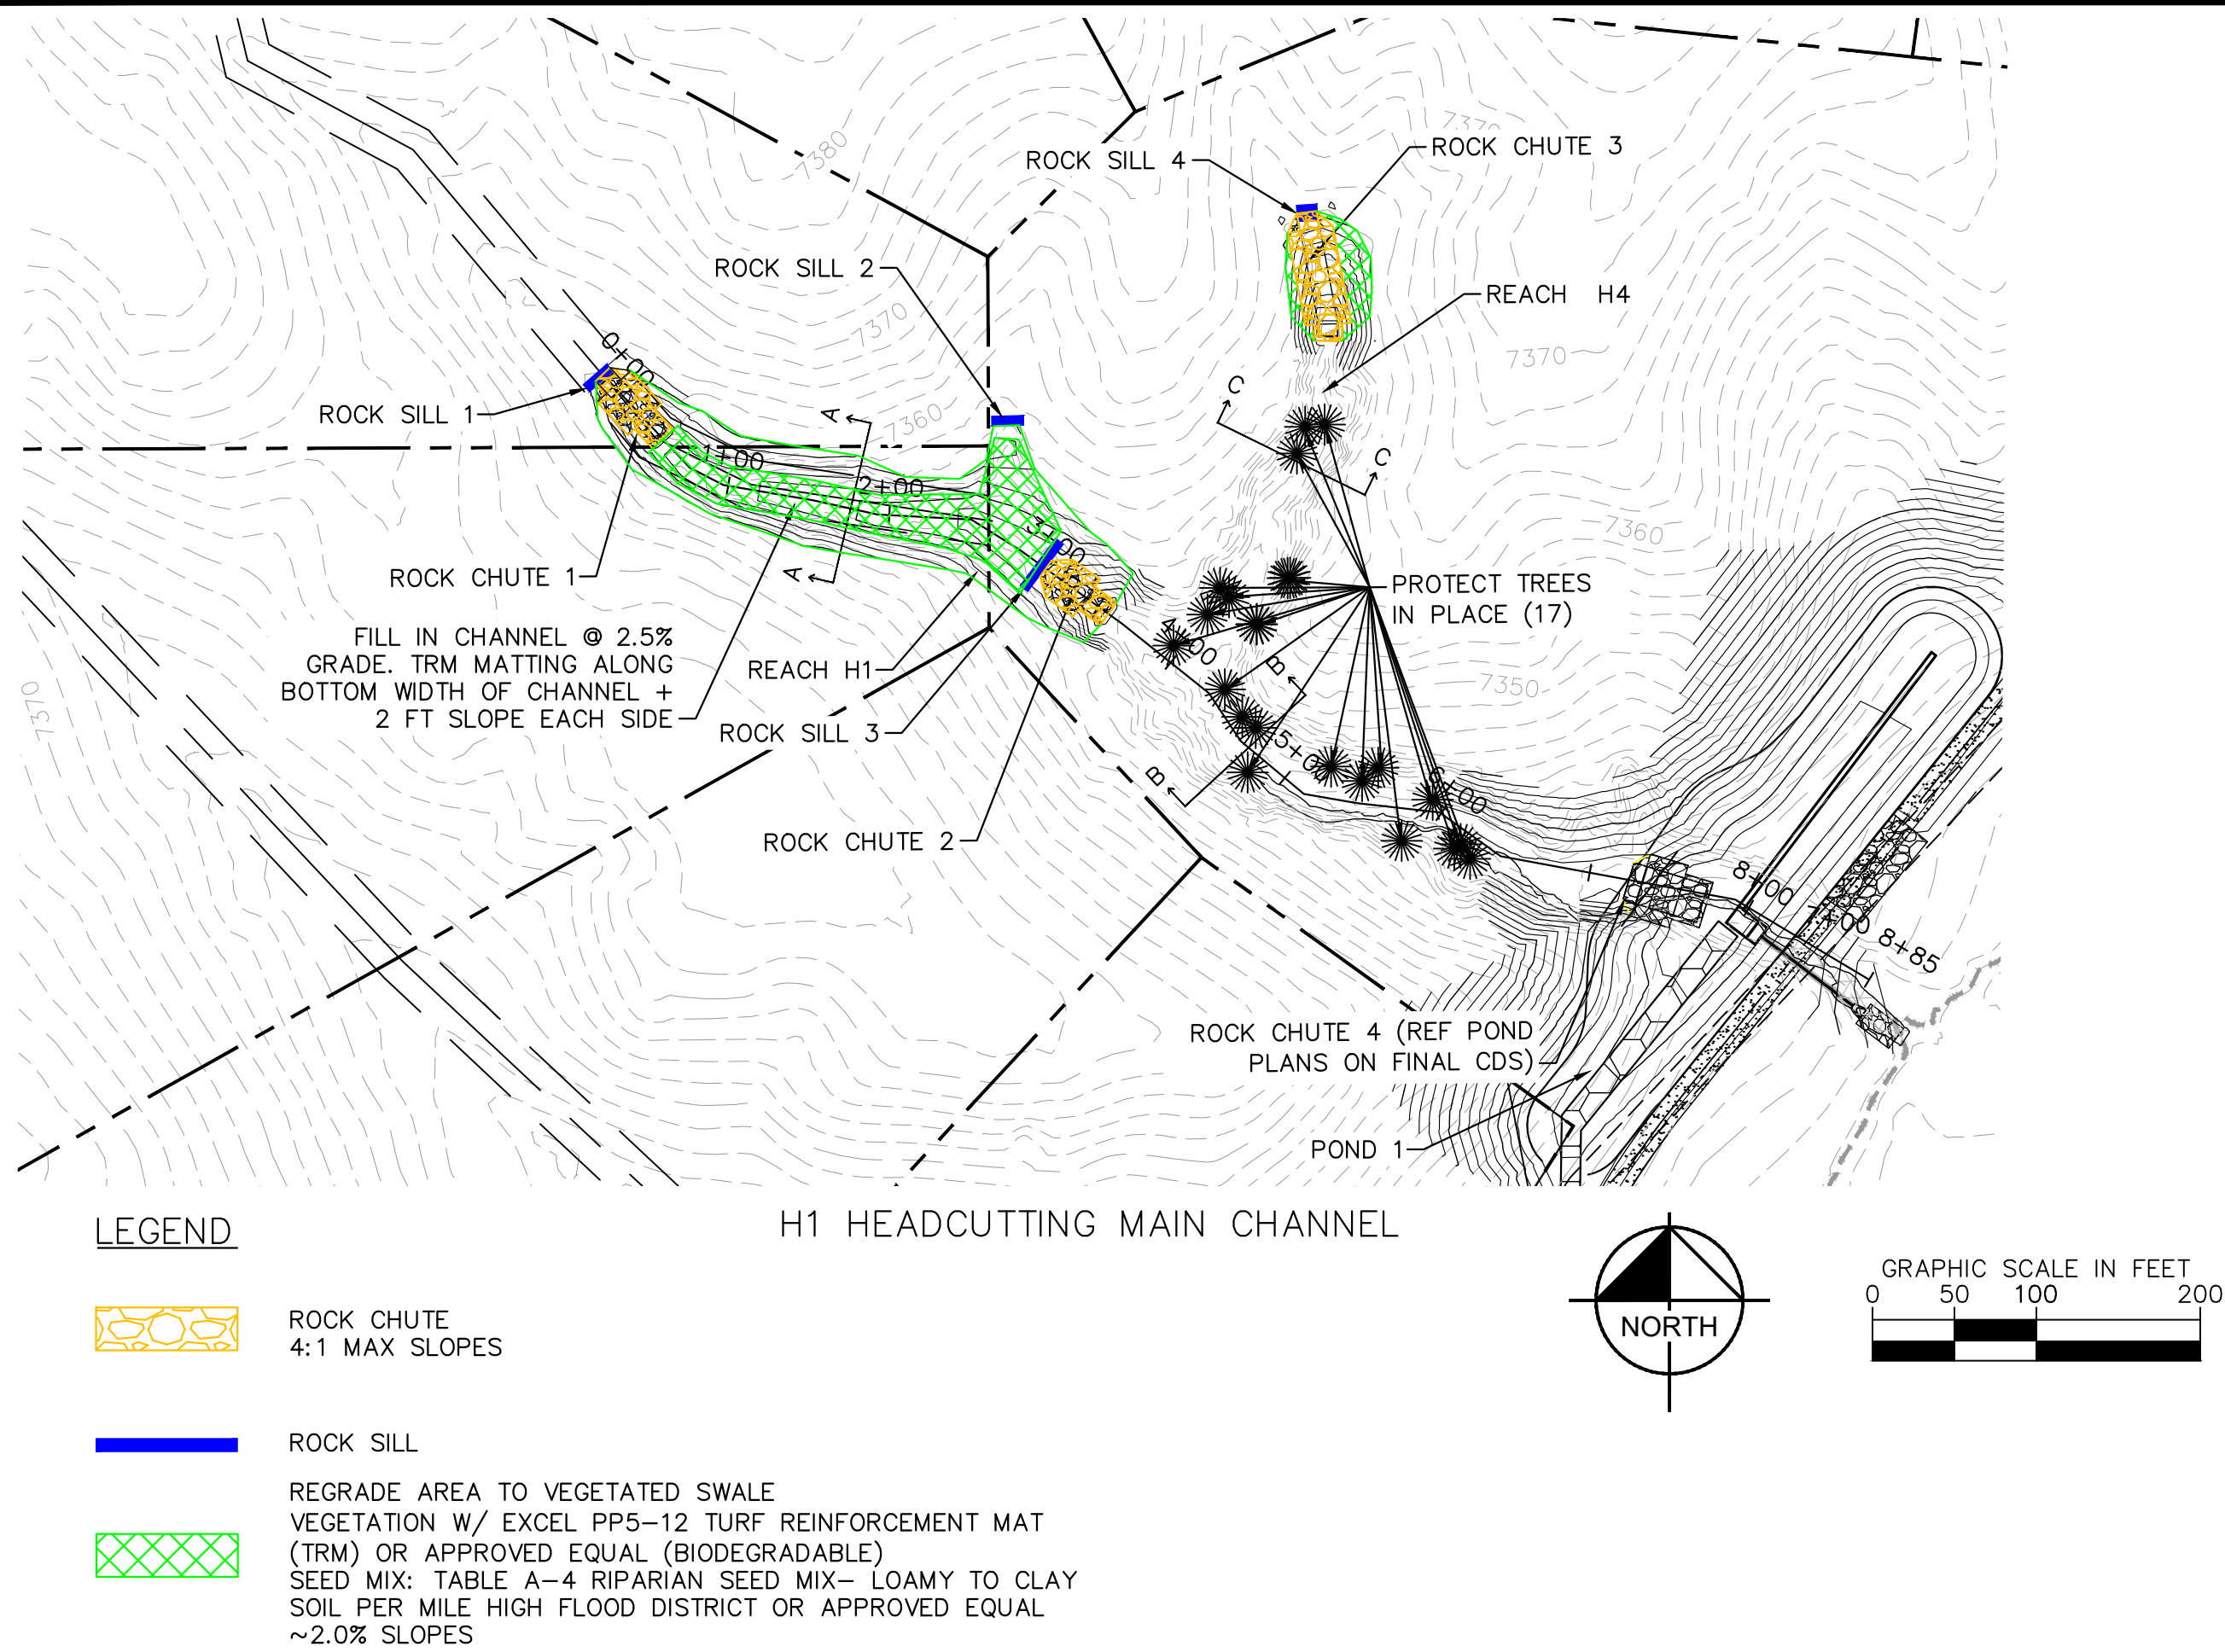 7380
7370
ROCK SILL 4
ROCK CHUTE 3
ROCK SILL 2
7370
REACH  H4
7370
0+00
ROCK SILL 1
A
7360
C
C
1+00
2+00
7360
3+00
A
ROCK CHUTE 1
PROTECT TREES
IN PLACE (17)
FILL IN CHANNEL @ 2.5%
GRADE. TRM MATTING ALONG
BOTTOM WIDTH OF CHANNEL +
2 FT SLOPE EACH SIDE
REACH H1
4+00
B
7350
7370
ROCK SILL 3
5+00
B
6+00
ROCK CHUTE 2
8+00
8+85
ROCK CHUTE 4 (REF POND
PLANS ON FINAL CDS)
POND 1
H1 HEADCUTTING MAIN CHANNEL
LEGEND
ROCK CHUTE
4:1 MAX SLOPES
ROCK SILL
REGRADE AREA TO VEGETATED SWALE
VEGETATION W/ EXCEL PP5-12 TURF REINFORCEMENT MAT
(TRM) OR APPROVED EQUAL (BIODEGRADABLE)
SEED MIX:  TABLE A-4 RIPARIAN SEED MIX- LOAMY TO CLAY
SOIL PER MILE HIGH FLOOD DISTRICT OR APPROVED EQUAL
~2.0% SLOPES
NORTH
GRAPHIC SCALE IN FEET
0 50 100 200